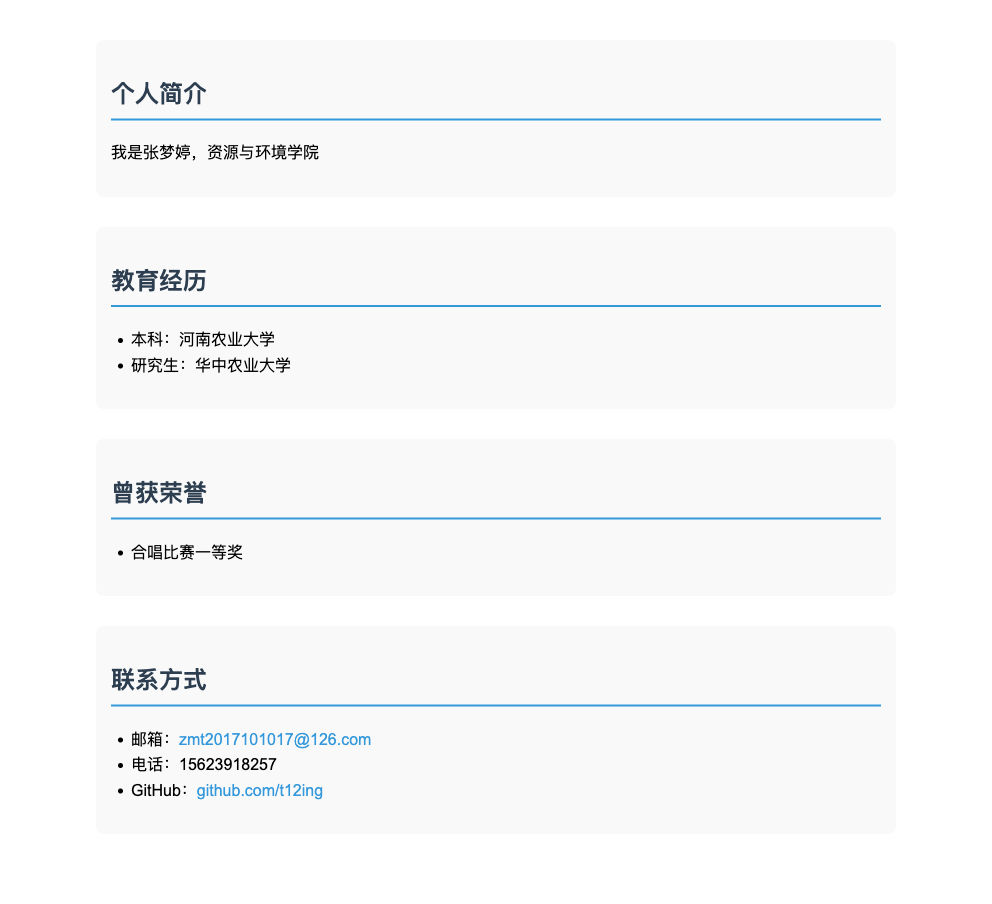 个人简介
我是张梦婷，资源与环境学院
教育经历
• 本科：河南农业大学
• 研究生：华中农业大学
曾获荣誉
• 合唱比赛一等奖
联系方式
• 邮箱：zmt2017101017@126.com
• 电话：15623918257
• GitHub：github.com/t12ing